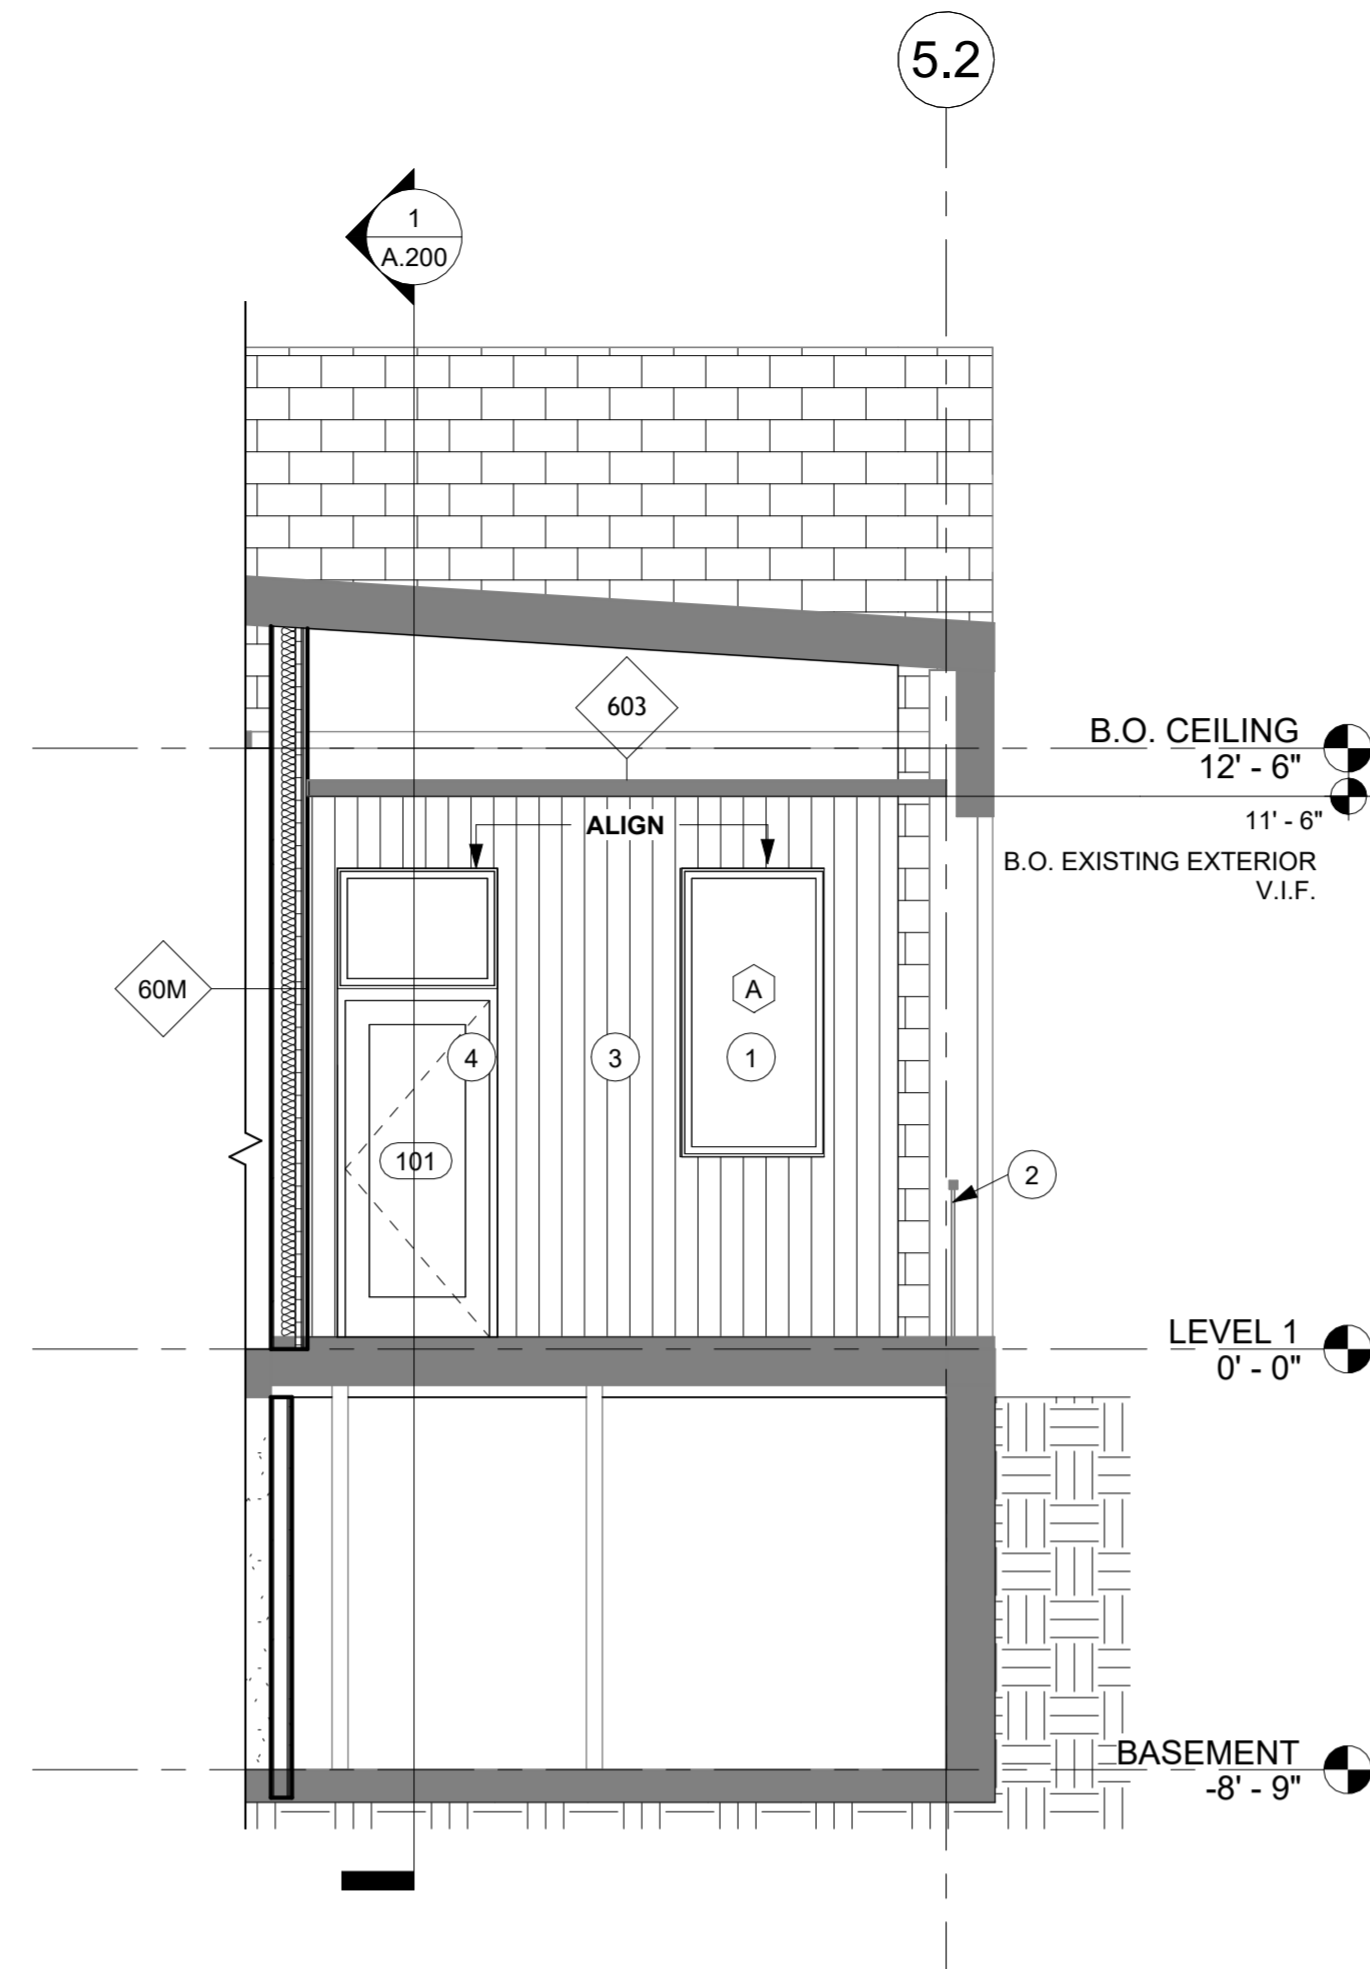 5.2
1
A.200
603
B.O. CEILING
12' - 6"
11' - 6"
B.O. EXISTING EXTERIOR
V.I.F.
ALIGN
60M
A
4
3
1
101
2
LEVEL 1
0' - 0"
BASEMENT
-8' - 9"